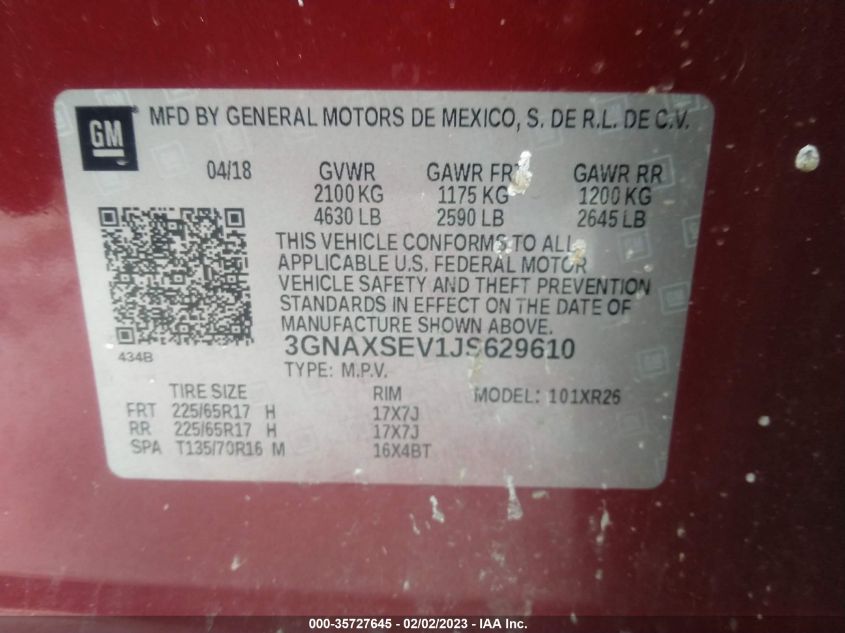 GM MFD BY GENERAL MOTORS DE MEXICO, S. DE R.L. DE C.V.
04/18 GVWR GAWR FRT GAWR RR
2100 KG 1175 KG 1200 KG
4630 LB 2590 LB 2645 LB
THIS VEHICLE CONFORMS TO ALL
APPLICABLE U.S. FEDERAL MOTOR
VEHICLE SAFETY AND THEFT PREVENTION
STANDARDS IN EFFECT ON THE DATE OF
MANUFACTURE SHOWN ABOVE.
434B 3GNAXSEV1JS629610
TYPE: M.P.V.
TIRE SIZE RIM MODEL: 101XR26
FRT 225/65R17 H 17X7J
RR 225/65R17 H 17X7J
SPA T135/70R16 M 16X4BT
000-35727645 - 02/02/2023 - IAA Inc.